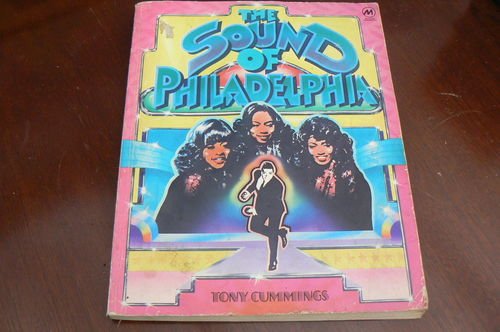 THE
SOUND
OF
PHILADELPHIA
TONY CUMMINGS